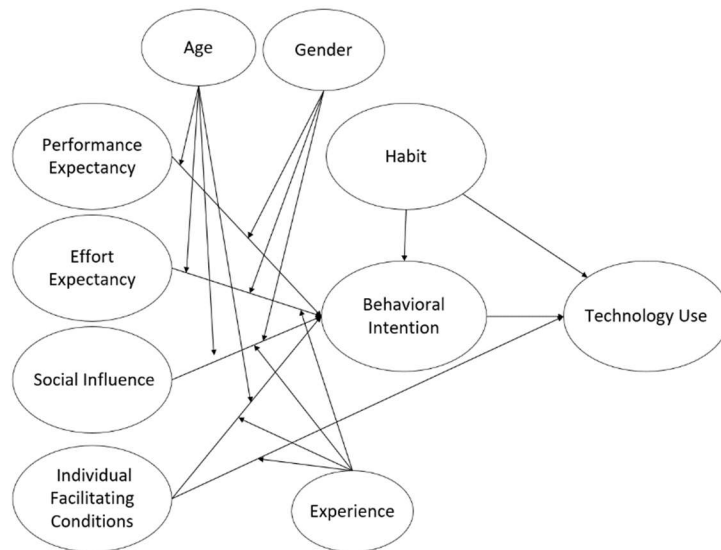 Age
Gender
Performance
Expectancy
Habit
Effort
Expectancy
Behavioral
Intention
Technology Use
Social Influence
Individual
Facilitating
Conditions
Experience